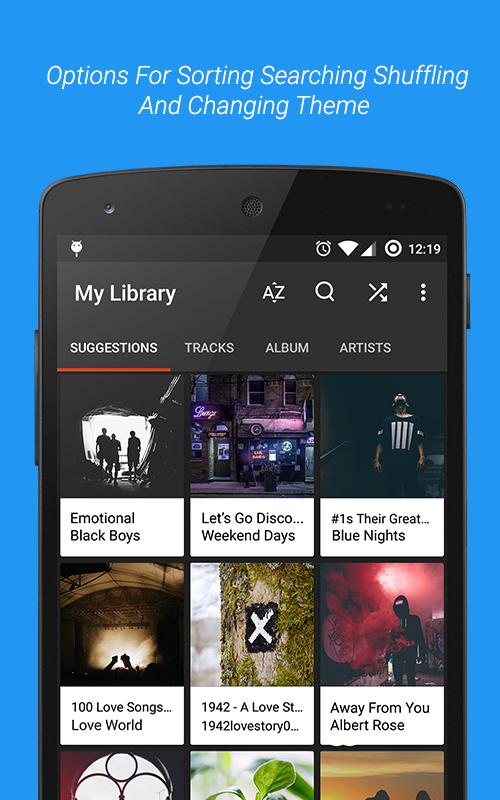 Options For Sorting Searching Shuffling
And Changing Theme
12:19
My Library
AZ
SUGGESTIONS TRACKS ALBUM ARTISTS
Emotional
Black Boys
Let's Go Disco...
Weekend Days
#1s Their Great...
Blue Nights
100 Love Songs...
Love World
1942 - A Love St...
1942lovestory0...
Away From You
Albert Rose
Lounge
X